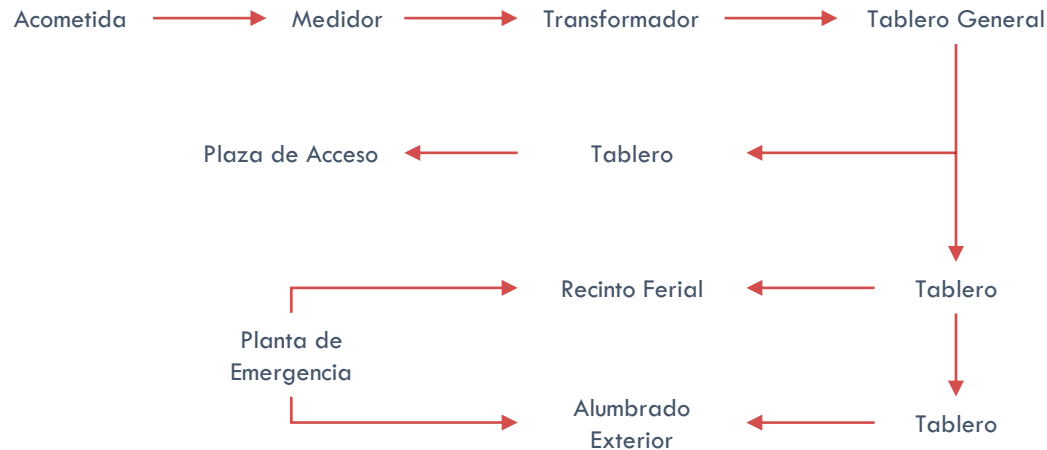 Acometida
Medidor
Transformador
Tablero General
Plaza de Acceso
Tablero
Recinto Ferial
Tablero
Planta de
Emergencia
Alumbrado
Exterior
Tablero